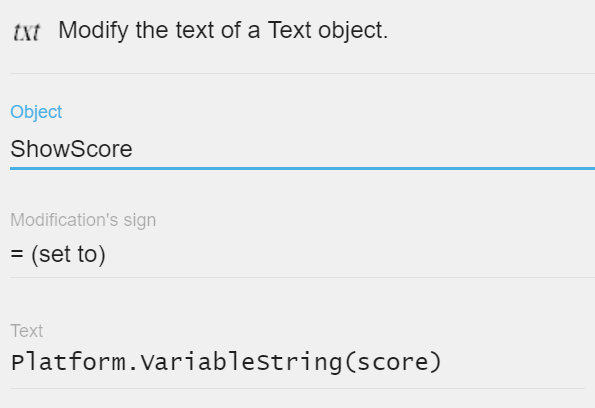 txt Modify the text of a Text object.
Object
ShowScore
Modification's sign
= (set to)
Text
Platform.VariableString(score)